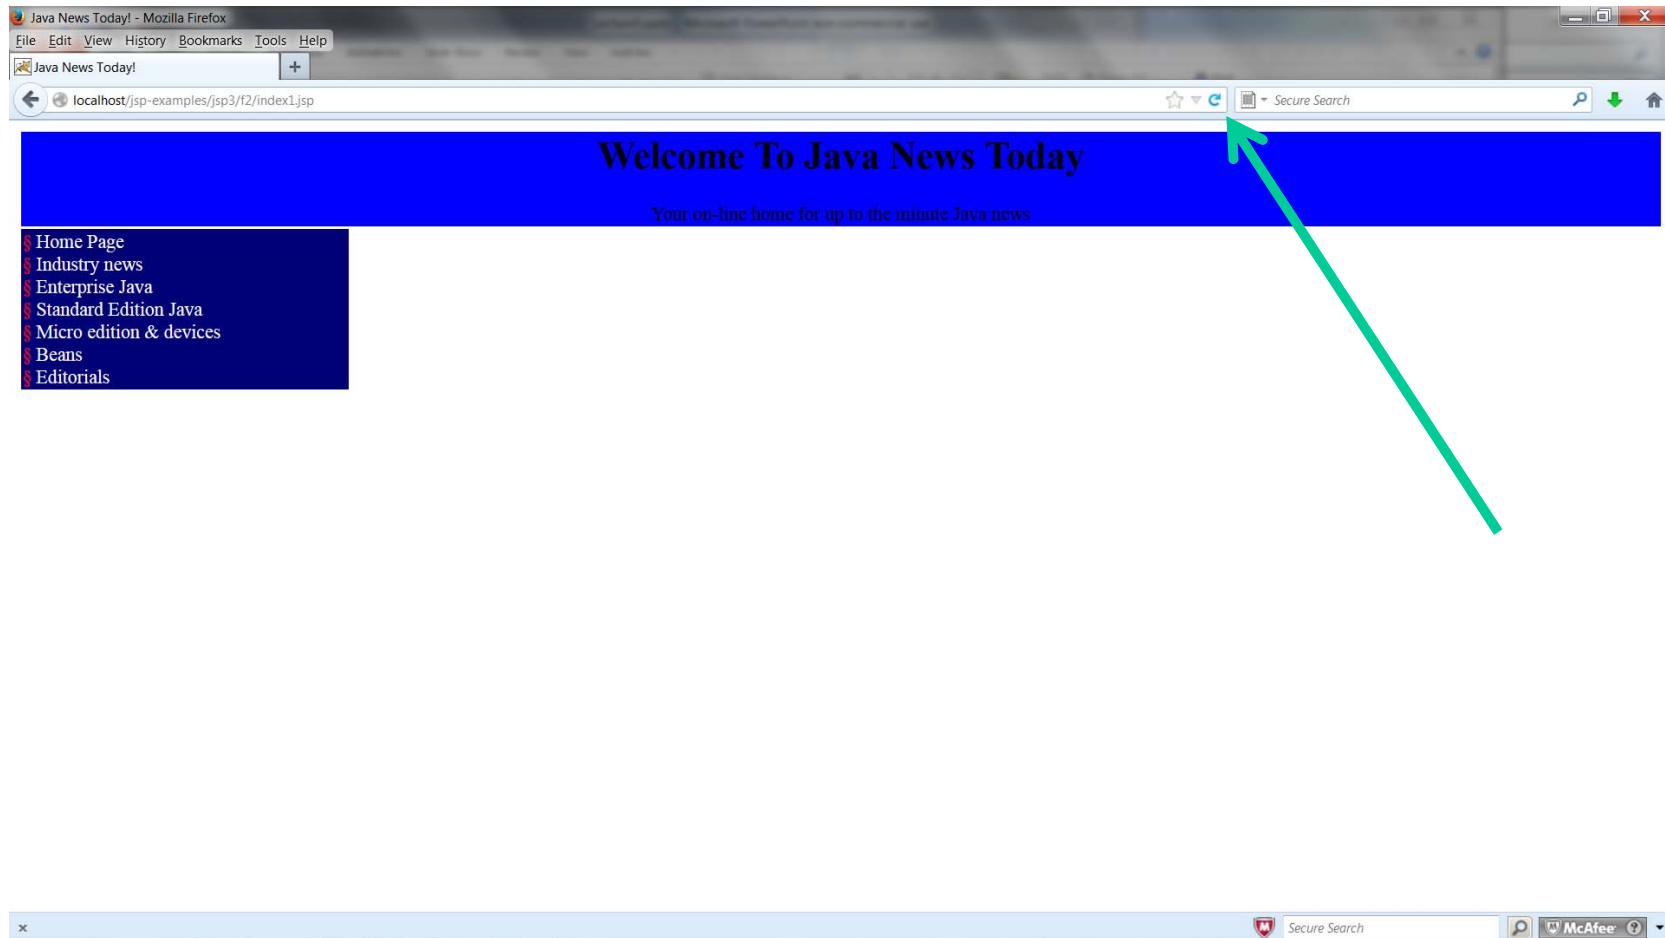 Java News Today! - Mozilla Firefox
File Edit View History Bookmarks Tools Help
Java News Today!
localhost/jsp-examples/jsp3/f2/index1.jsp
Secure Search
Welcome To Java News Today
Your on-line home for up to the minute Java news
§ Home Page
§ Industry news
§ Enterprise Java
§ Standard Edition Java
§ Micro edition & devices
§ Beans
§ Editorials
Secure Search
McAfee